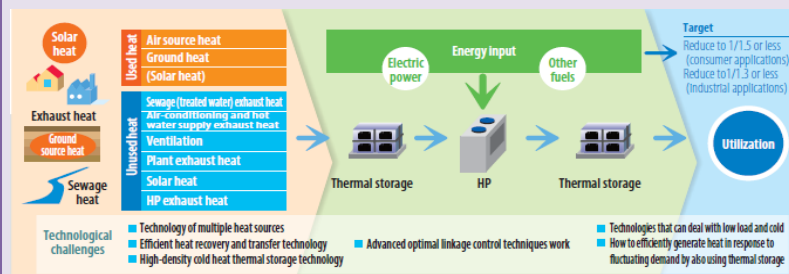 Solar
heat
Exhaust heat
Ground
source heat
Sewage
heat
Used heat
Air source heat
Ground heat
(Solar heat)
Unused heat
Sewage (treated water) exhaust heat
Air-conditioning and hot
water supply exhaust heat
Ventilation
Plant exhaust heat
Solar heat
HP exhaust heat
Energy input
Electric
power
Other
fuels
Thermal storage
HP
Thermal storage
Target
Reduce to 1/1.5 or less
(consumer applications)
Reduce to1/1.3 or less
(industrial applications)
Utilization
Technological
challenges
Technology of multiple heat sources
Efficient heat recovery and transfer technology
High-density cold heat thermal storage technology
Advanced optimal linkage control techniques work
Technologies that can deal with low load and cold
How to efficiently generate heat in response to
fluctuating demand by also using thermal storage